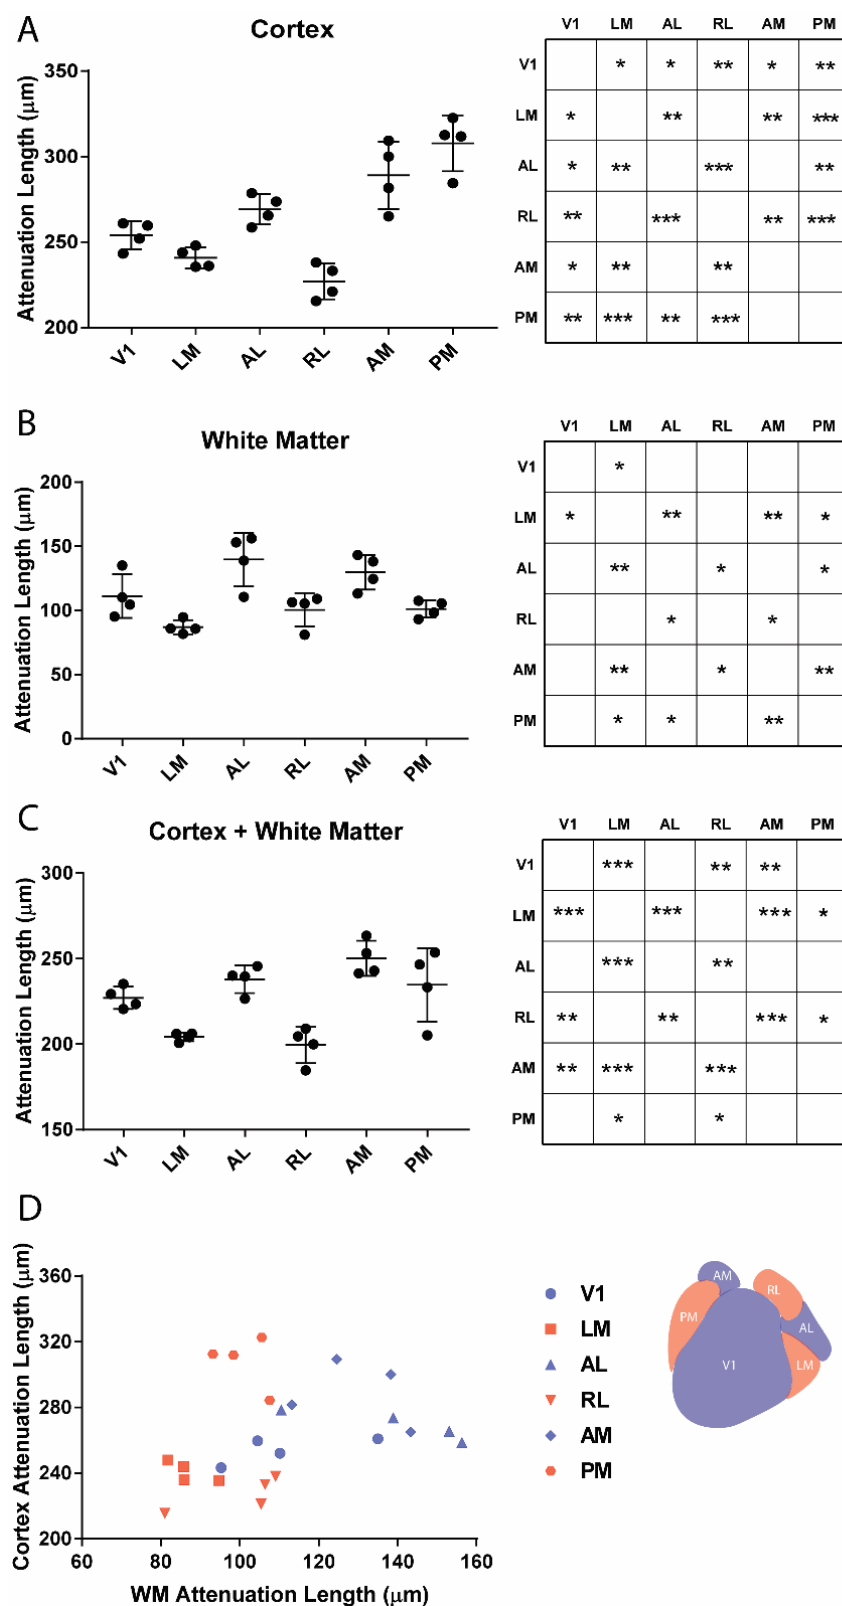 A
Cortex
Attenuation Length (µm)
350
300
250
200
V1 LM AL RL AM PM
V1 LM AL RL AM PM
V1 * * ** * **
LM * ** ** ***
AL * ** *** **
RL ** *** ** ***
AM * ** **
PM ** *** ** ***
B
White Matter
Attenuation Length (µm)
200
150
100
50
0
V1 LM AL RL AM PM
V1 LM AL RL AM PM
V1 *
LM * ** ** *
AL ** * *
RL * *
AM ** * **
PM * * **
C
Cortex + White Matter
Attenuation Length (µm)
300
250
200
150
V1 LM AL RL AM PM
V1 LM AL RL AM PM
V1 *** ** **
LM *** *** *** *
AL *** **
RL ** ** *** *
AM ** *** ***
PM * *
D
Cortex Attenuation Length (µm)
360
320
280
240
200
60 80 100 120 140 160
WM Attenuation Length (µm)
V1
LM
AL
RL
AM
PM
AM
RL
PM
AL
V1
LM